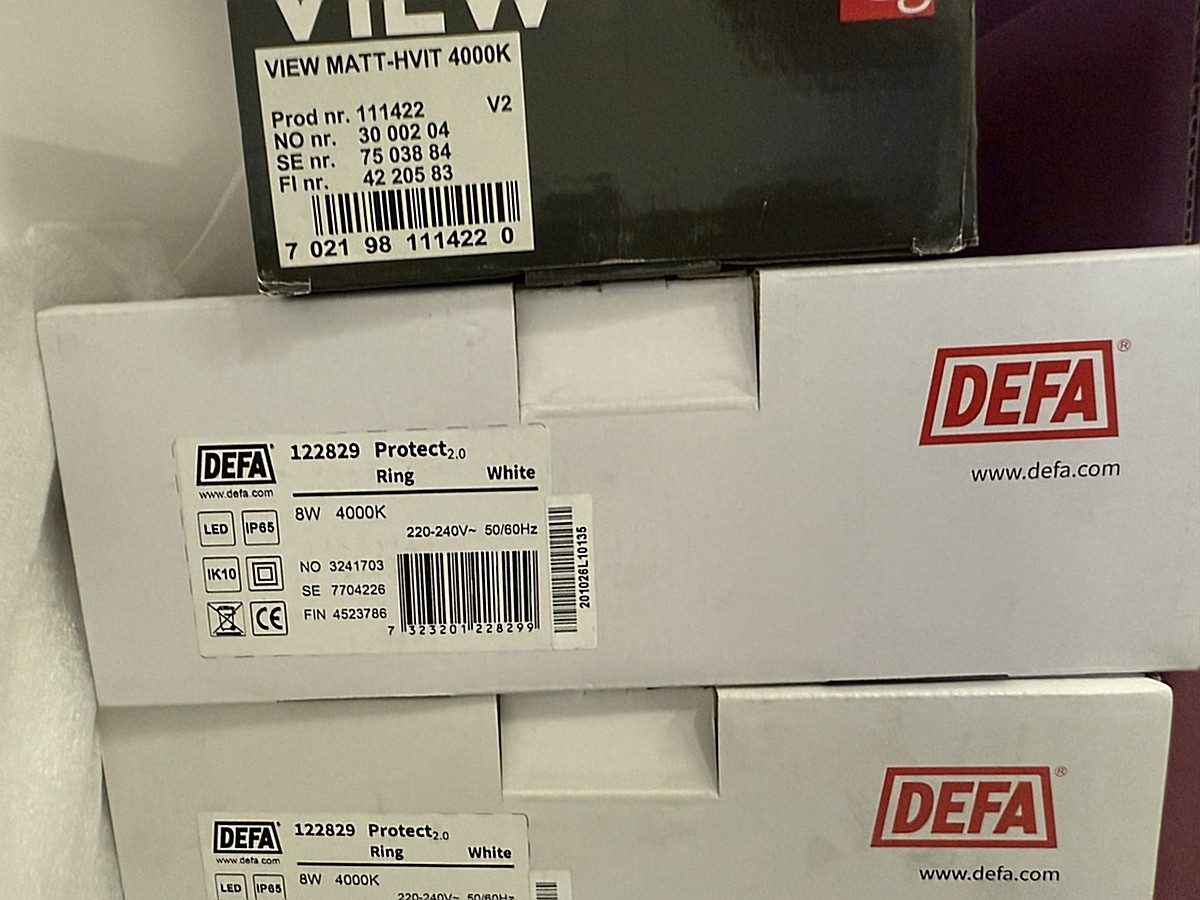 VIEW
VIEW MATT-HVIT 4000K
Prod nr. 111422 V2
NO nr. 30 002 04
SE nr. 75 038 84
FI nr. 42 205 83
7 021 98 111422 0
DEFA®
www.defa.com
DEFA
www.defa.com
122829 Protect2.0
Ring White
LED IP65
8W 4000K
220-240V~ 50/60Hz
IK10
NO 3241703
SE 7704226
FIN 4523786
CE
7 323201 228299
201026L10135
DEFA®
www.defa.com
DEFA
www.defa.com
122829 Protect2.0
Ring White
LED IP65
8W 4000K
220-240V~ 50/60Hz